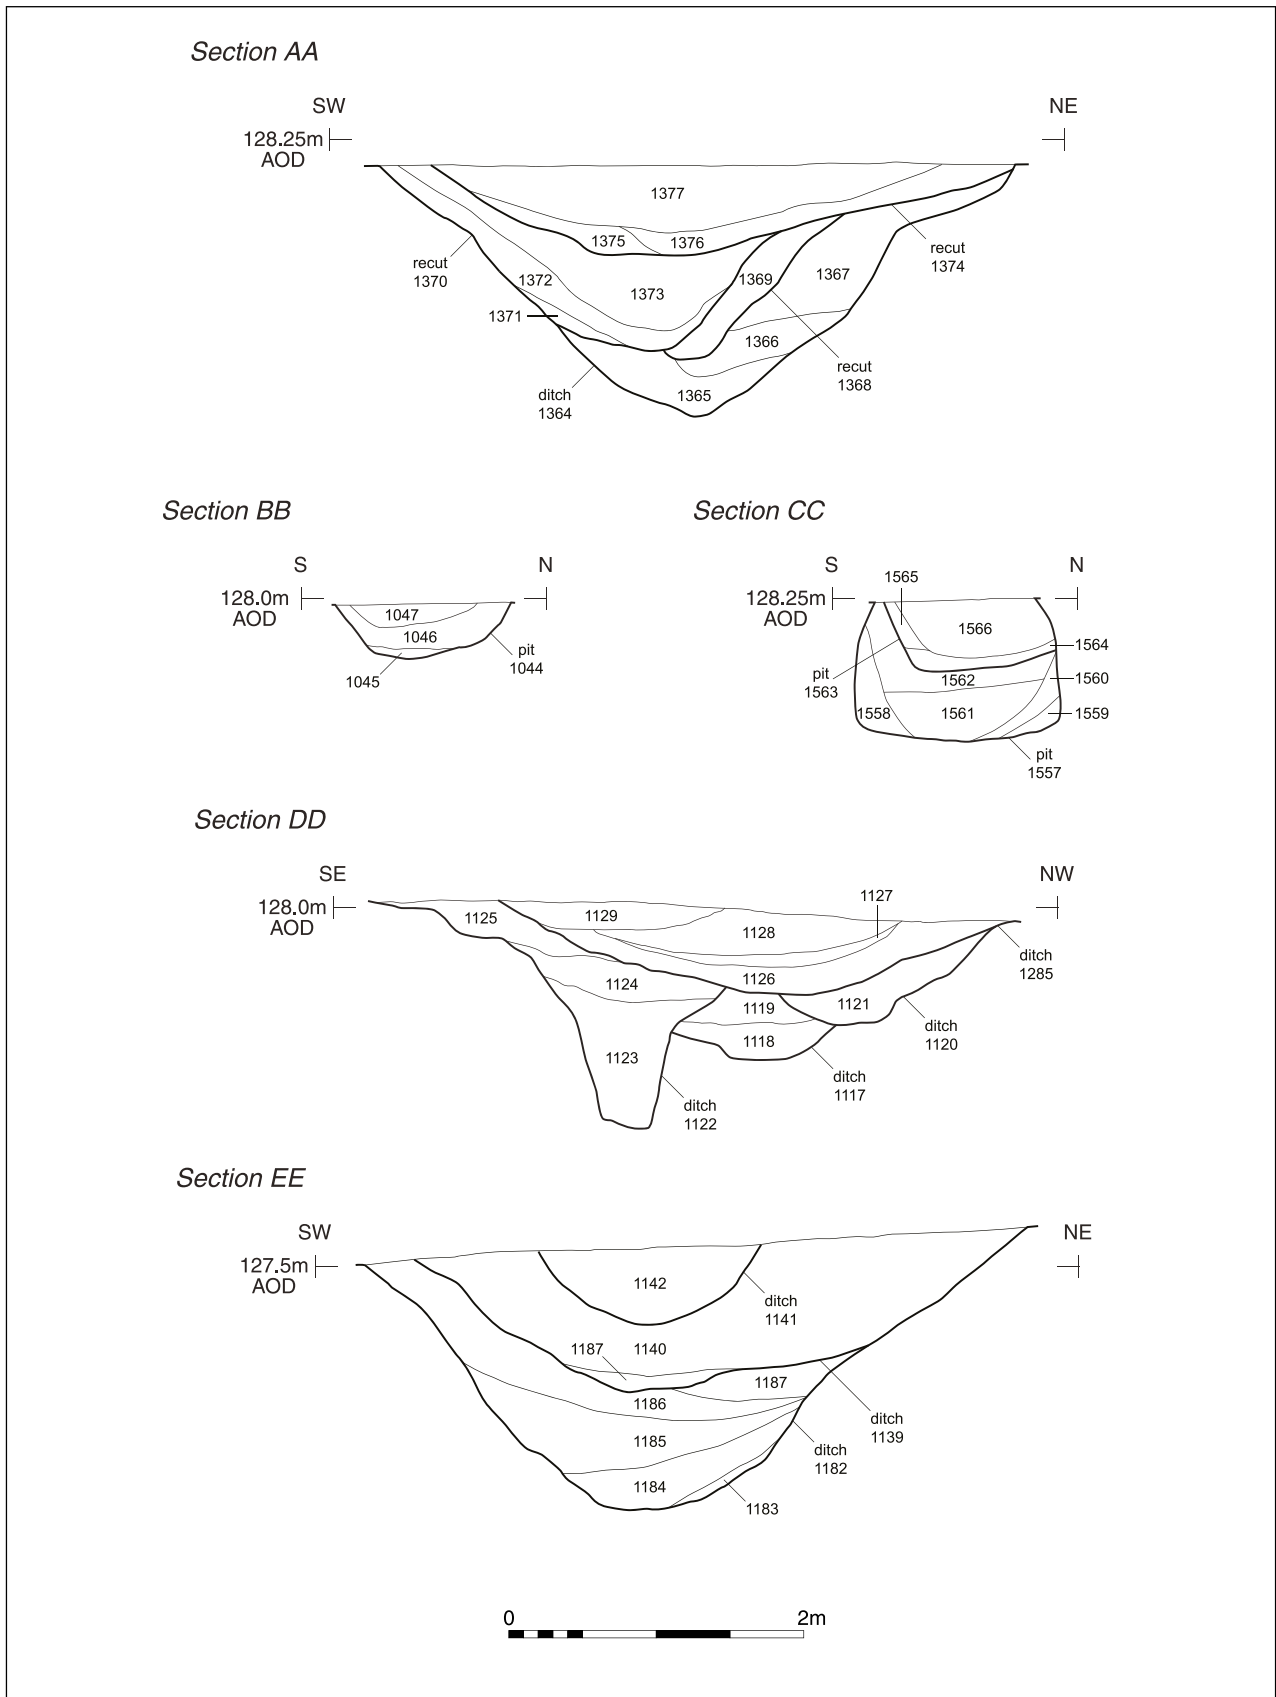 Section AA
SW
NE
128.25m
AOD
1377
1375
1376
recut
1374
recut
1370
1372
1373
1369
1367
1371
1366
recut
1368
ditch
1364
1365
Section BB
S
N
128.0m
AOD
1047
1046
pit
1044
1045
Section CC
S
N
1565
128.25m
AOD
1566
1564
pit
1563
1562
1560
1558
1561
1559
pit
1557
Section DD
SE
NW
1127
128.0m
AOD
1125
1129
1128
ditch
1285
1124
1126
1119
1121
ditch
1120
1118
1123
ditch
1117
ditch
1122
Section EE
SW
NE
127.5m
AOD
1142
ditch
1141
1187
1140
1187
1186
ditch
1139
1185
ditch
1182
1184
1183
0
2m